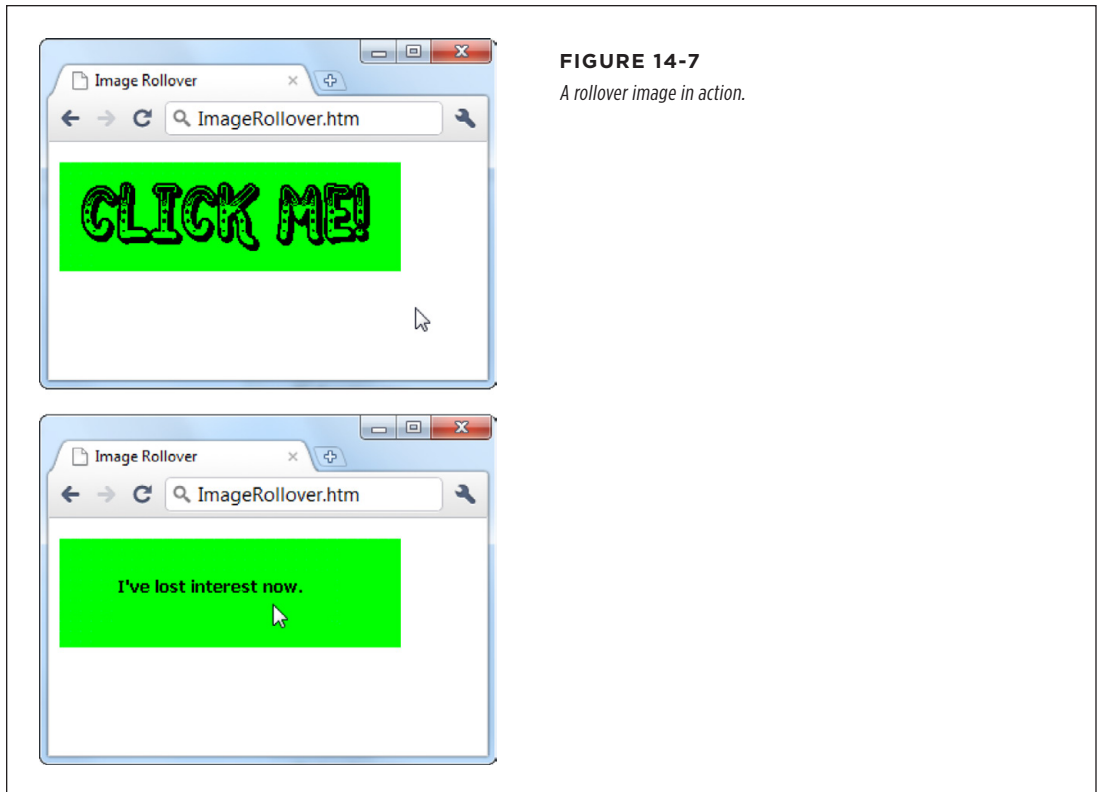 Image Rollover
ImageRollover.htm
CLICK ME!
Image Rollover
ImageRollover.htm
I've lost interest now.
FIGURE 14-7
A rollover image in action.